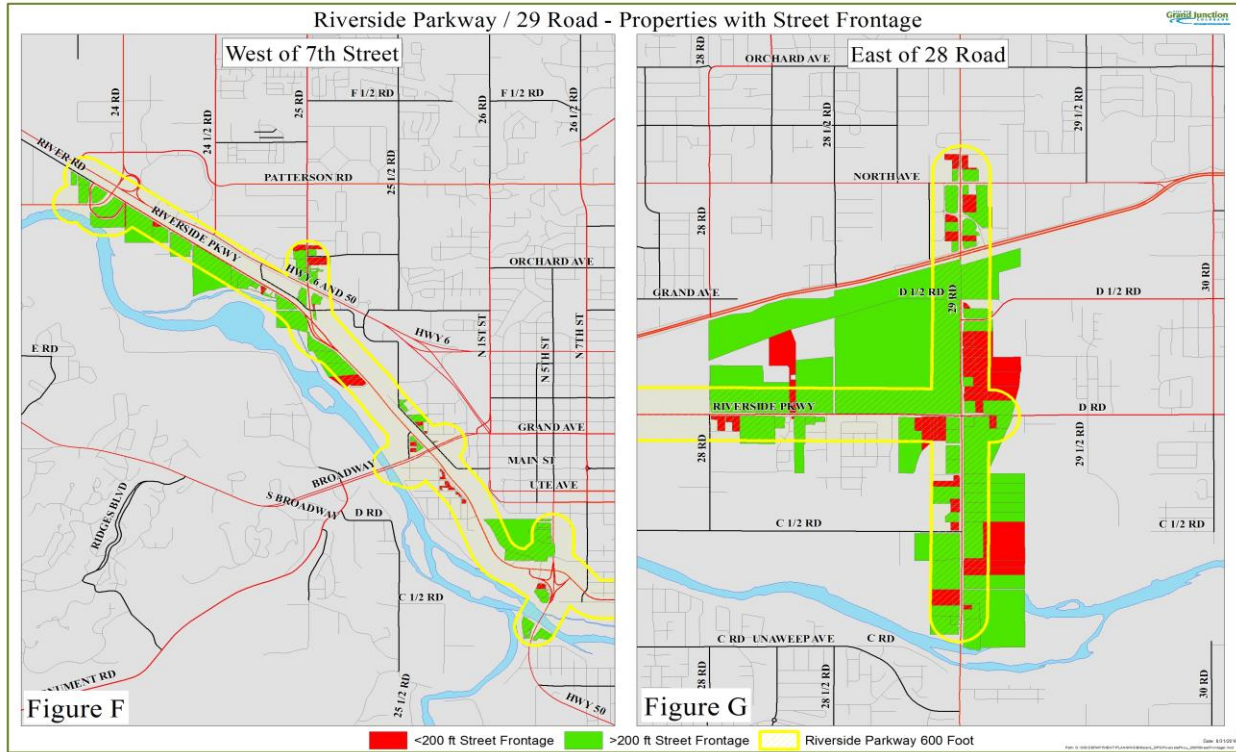 Riverside Parkway / 29 Road - Properties with Street Frontage
Grand Junction
West of 7th Street
24 RD
24 1/2 RD
25 RD
F 1/2 RD
26 RD
F 1/2 RD
26 1/2 RD
RIVER RD
PATTERSON RD
25 1/2 RD
RIVERSIDE PKWY
HWY 6 AND 50
ORCHARD AVE
HWY 6
N 1ST ST
N 5TH ST
N 7TH ST
E RD
GRAND AVE
BROADWAY
MAIN ST
UTE AVE
S BROADWAY
D RD
RIDGES BLVD
C 1/2 RD
NUMENT RD
25 1/2 RD
HWY 50
Figure F
East of 28 Road
28 RD
ORCHARD AVE
28 1/2 RD
29 1/2 RD
NORTH AVE
28 RD
GRAND AVE
D 1/2 RD
29 RD
D 1/2 RD
30 RD
RIVERSIDE PKWY
D RD
28 RD
29 1/2 RD
C 1/2 RD
C 1/2 RD
C RD
UNAWEEP AVE
C RD
28 RD
28 1/2 RD
30 RD
Figure G
<200 ft Street Frontage
>200 ft Street Frontage
Riverside Parkway 600 Foot